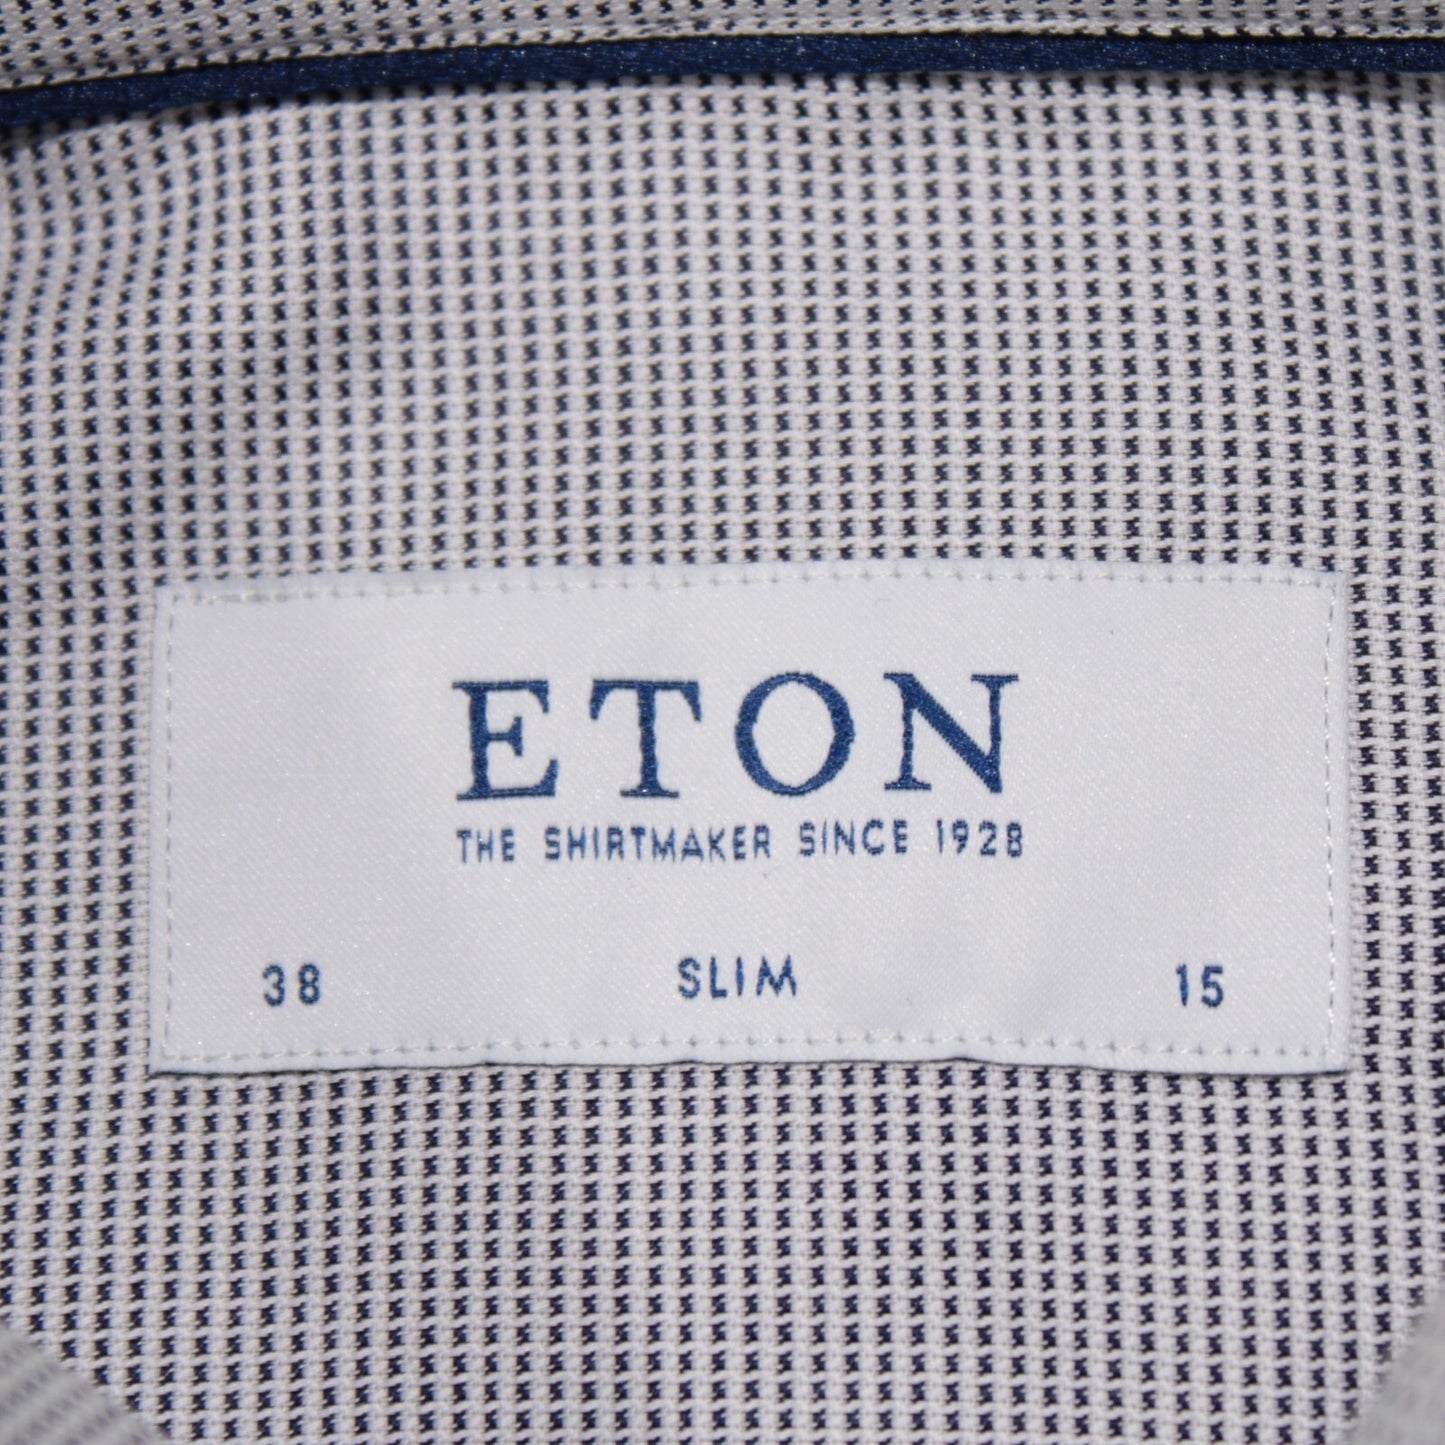 ETON
THE SHIRTMAKER SINCE 1928
38 SLIM 15